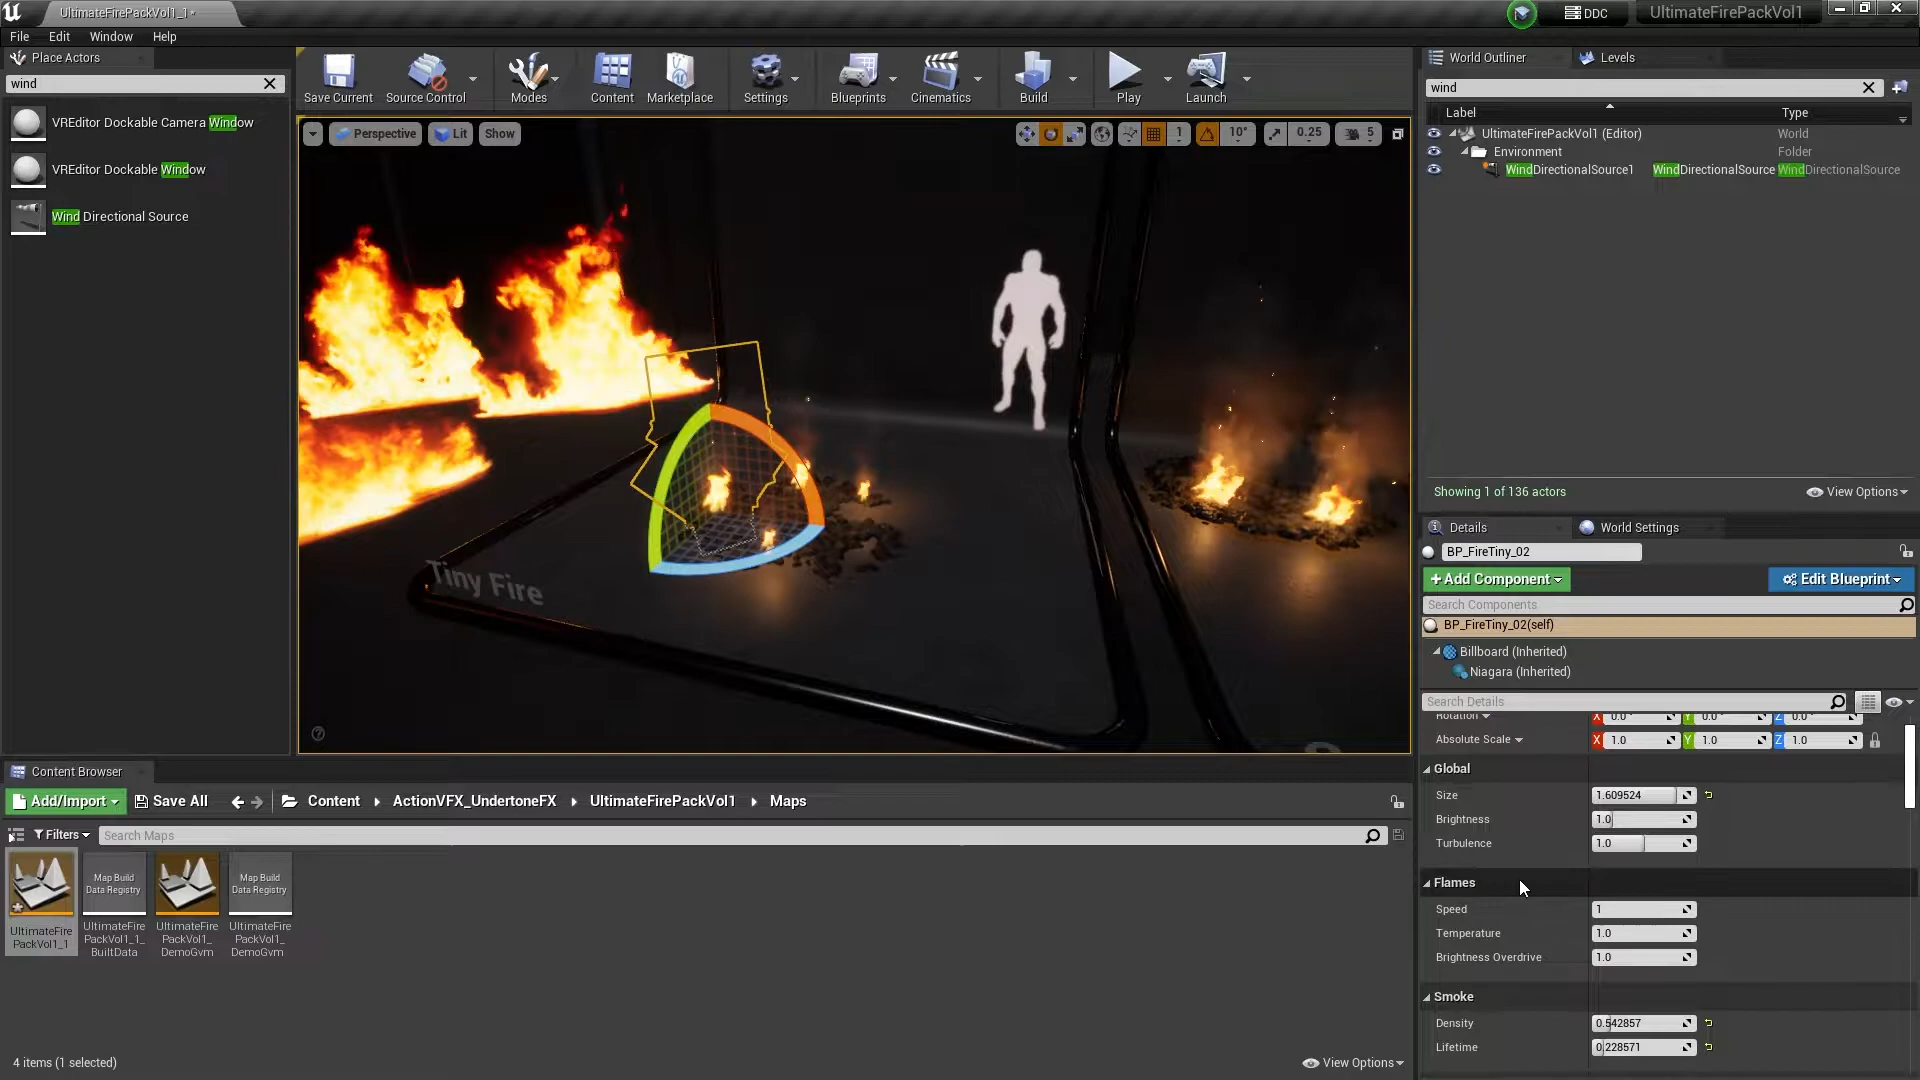 UltimateFirePackVol1_1*
DDC
UltimateFirePackVol1
File Edit Window Help
Place Actors
wind
VREditor Dockable Camera Window
VREditor Dockable Window
Wind Directional Source
Save Current
Source Control
Modes
Content
Marketplace
Settings
Blueprints
Cinematics
Build
Play
Launch
Perspective
Lit
Show
1
10°
0.25
5
Tiny Fire
World Outliner
Levels
wind
Label
Type
UltimateFirePackVol1 (Editor) World
Environment Folder
WindDirectionalSource1 WindDirectionalSource WindDirectionalSource
Showing 1 of 136 actors
View Options
Details
World Settings
BP_FireTiny_02
+Add Component
Edit Blueprint
Search Components
BP_FireTiny_02(self)
Billboard (Inherited)
Niagara (Inherited)
Search Details
Rotation X 0.0° Y 0.0° Z 0.0°
Absolute Scale X 1.0 Y 1.0 Z 1.0
Global
Size 1.609524
Brightness 1.0
Turbulence 1.0
Flames
Speed 1
Temperature 1.0
Brightness Overdrive 1.0
Smoke
Density 0.542857
Lifetime 0.228571
Content Browser
Add/Import
Save All
Content
ActionVFX_UndertoneFX
UltimateFirePackVol1
Maps
Filters
Search Maps
UltimateFire
PackVol1_1
Map Build
Data Registry
UltimateFire
PackVol1_1_
BuiltData
UltimateFire
PackVol1_
DemoGym
Map Build
Data Registry
UltimateFire
PackVol1_
DemoGym
4 items (1 selected)
View Options